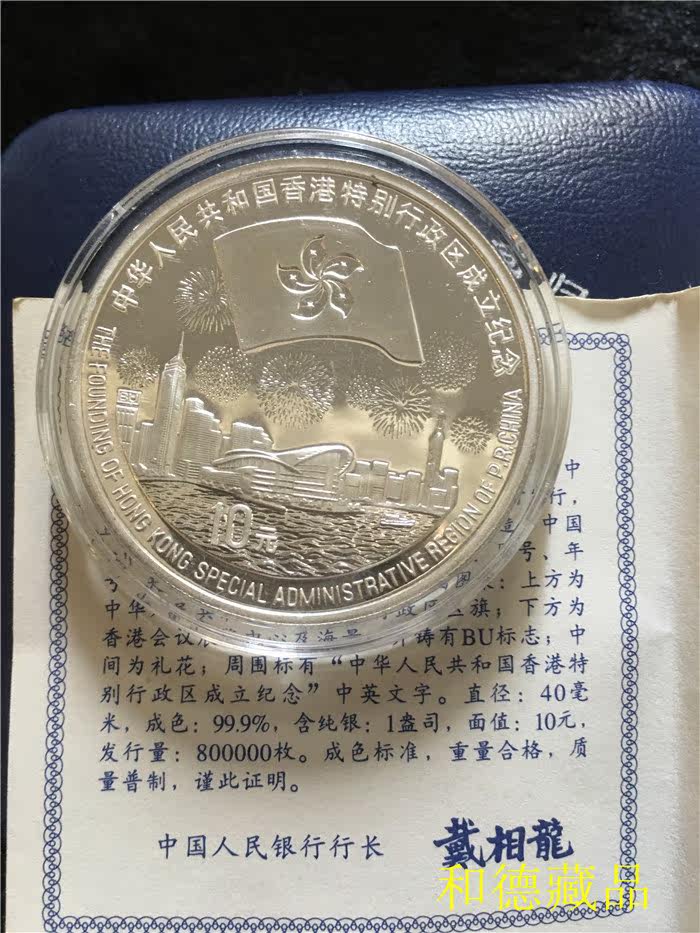 中华人民共和国香港特别行政区成立纪念
THE FOUNDING OF HONG KONG SPECIAL ADMINISTRATIVE REGION OF P.R.CHINA
10元
归
中
行,
中国
号、年
上方为
中华 区旗; 下方为
香港会议 铸有BU标志; 中
间为礼花; 周围标有“中华人民共和国香港特
别行政区成立纪念”中英文字。直径: 40毫
米, 成色: 99.9%, 含纯银: 1盎司, 面值: 10元,
发行量: 800000枚。成色标准, 重量合格, 质
量普制, 谨此证明。
中国人民银行行长 戴相龍
和德藏品